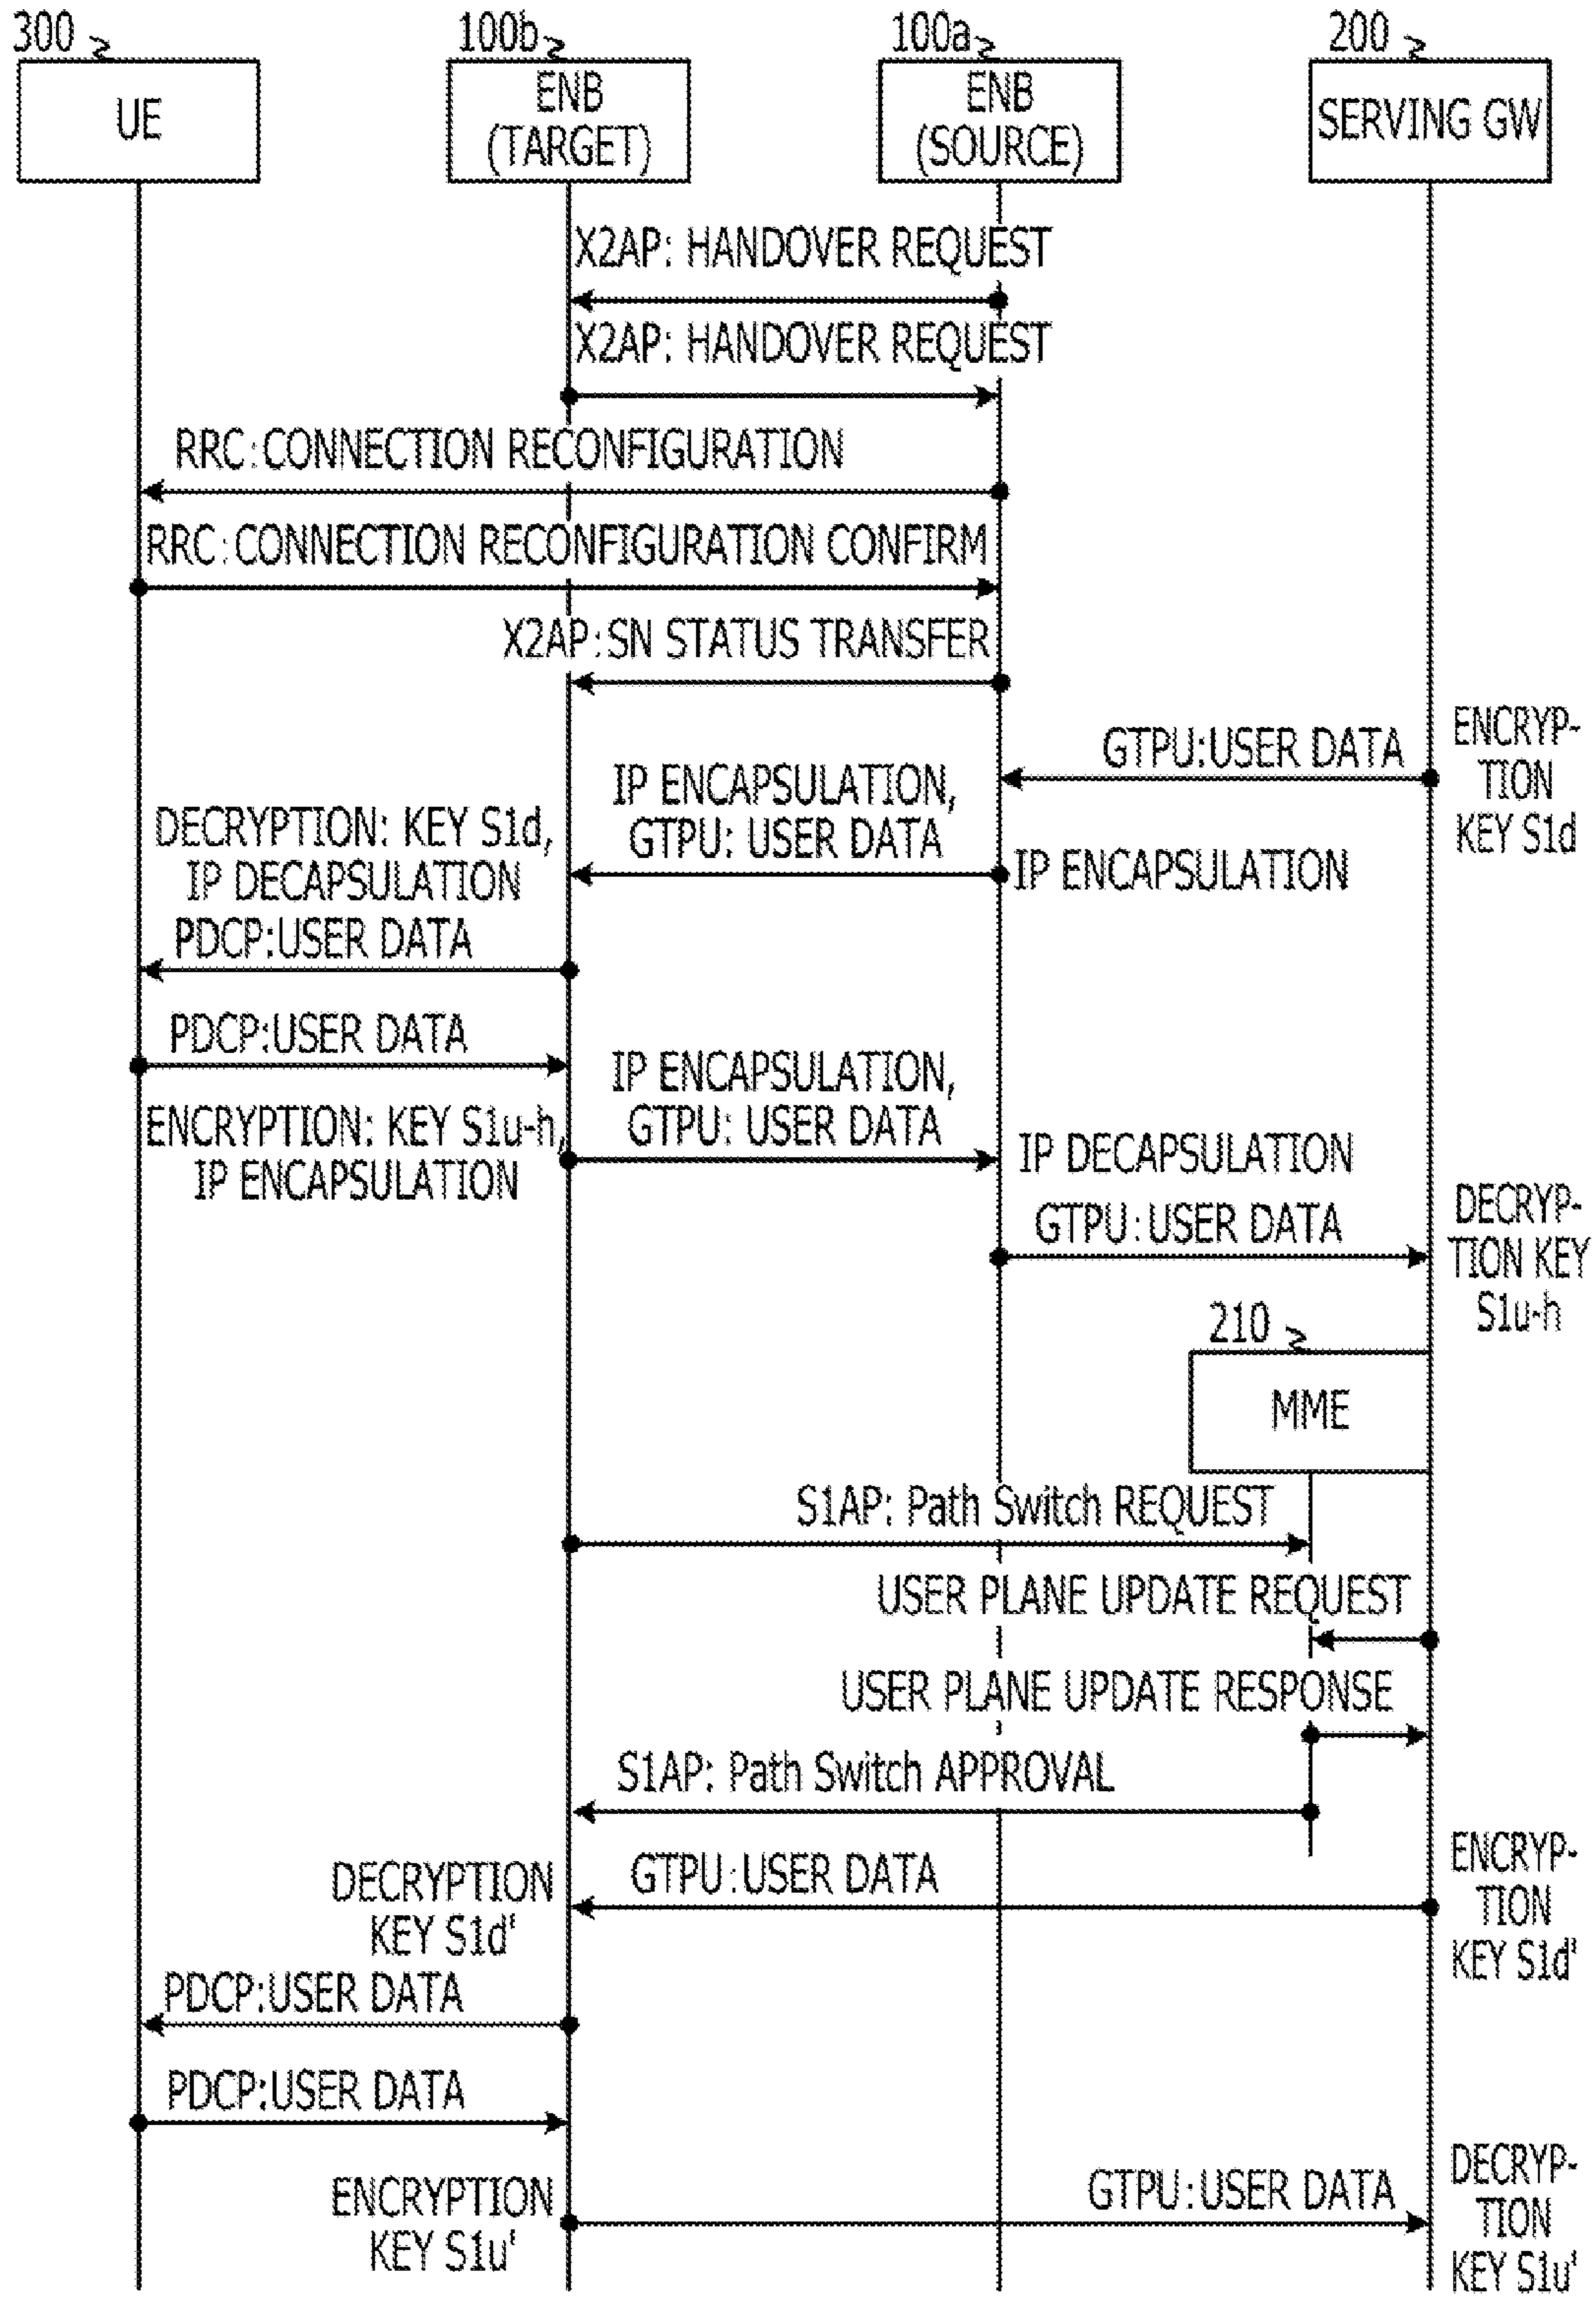 300
100b
100a
200
UE
ENB
(TARGET)
ENB
(SOURCE)
SERVING GW
X2AP: HANDOVER REQUEST
X2AP: HANDOVER REQUEST
RRC:CONNECTION RECONFIGURATION
RRC:CONNECTION RECONFIGURATION CONFIRM
X2AP:SN STATUS TRANSFER
GTPU:USER DATA
ENCRYP-
TION
KEY S1d
IP ENCAPSULATION,
GTPU: USER DATA
DECRYPTION: KEY S1d,
IP DECAPSULATION
IP ENCAPSULATION
PDCP:USER DATA
PDCP:USER DATA
IP ENCAPSULATION,
GTPU: USER DATA
ENCRYPTION: KEY S1u-h,
IP ENCAPSULATION
IP DECAPSULATION
GTPU:USER DATA
DECRYP-
TION KEY
S1u-h
210
MME
S1AP: Path Switch REQUEST
USER PLANE UPDATE REQUEST
USER PLANE UPDATE RESPONSE
S1AP: Path Switch APPROVAL
GTPU:USER DATA
DECRYPTION
KEY S1d'
ENCRYP-
TION
KEY S1d'
PDCP:USER DATA
PDCP:USER DATA
ENCRYPTION
KEY S1u'
GTPU:USER DATA
DECRYP-
TION
KEY S1u'